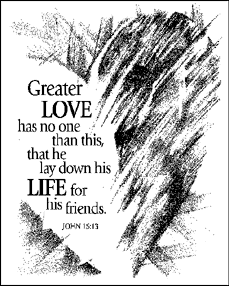 Greater
LOVE
has no one
than this,
that he
lay down his
LIFE for
his friends.
JOHN 15:13